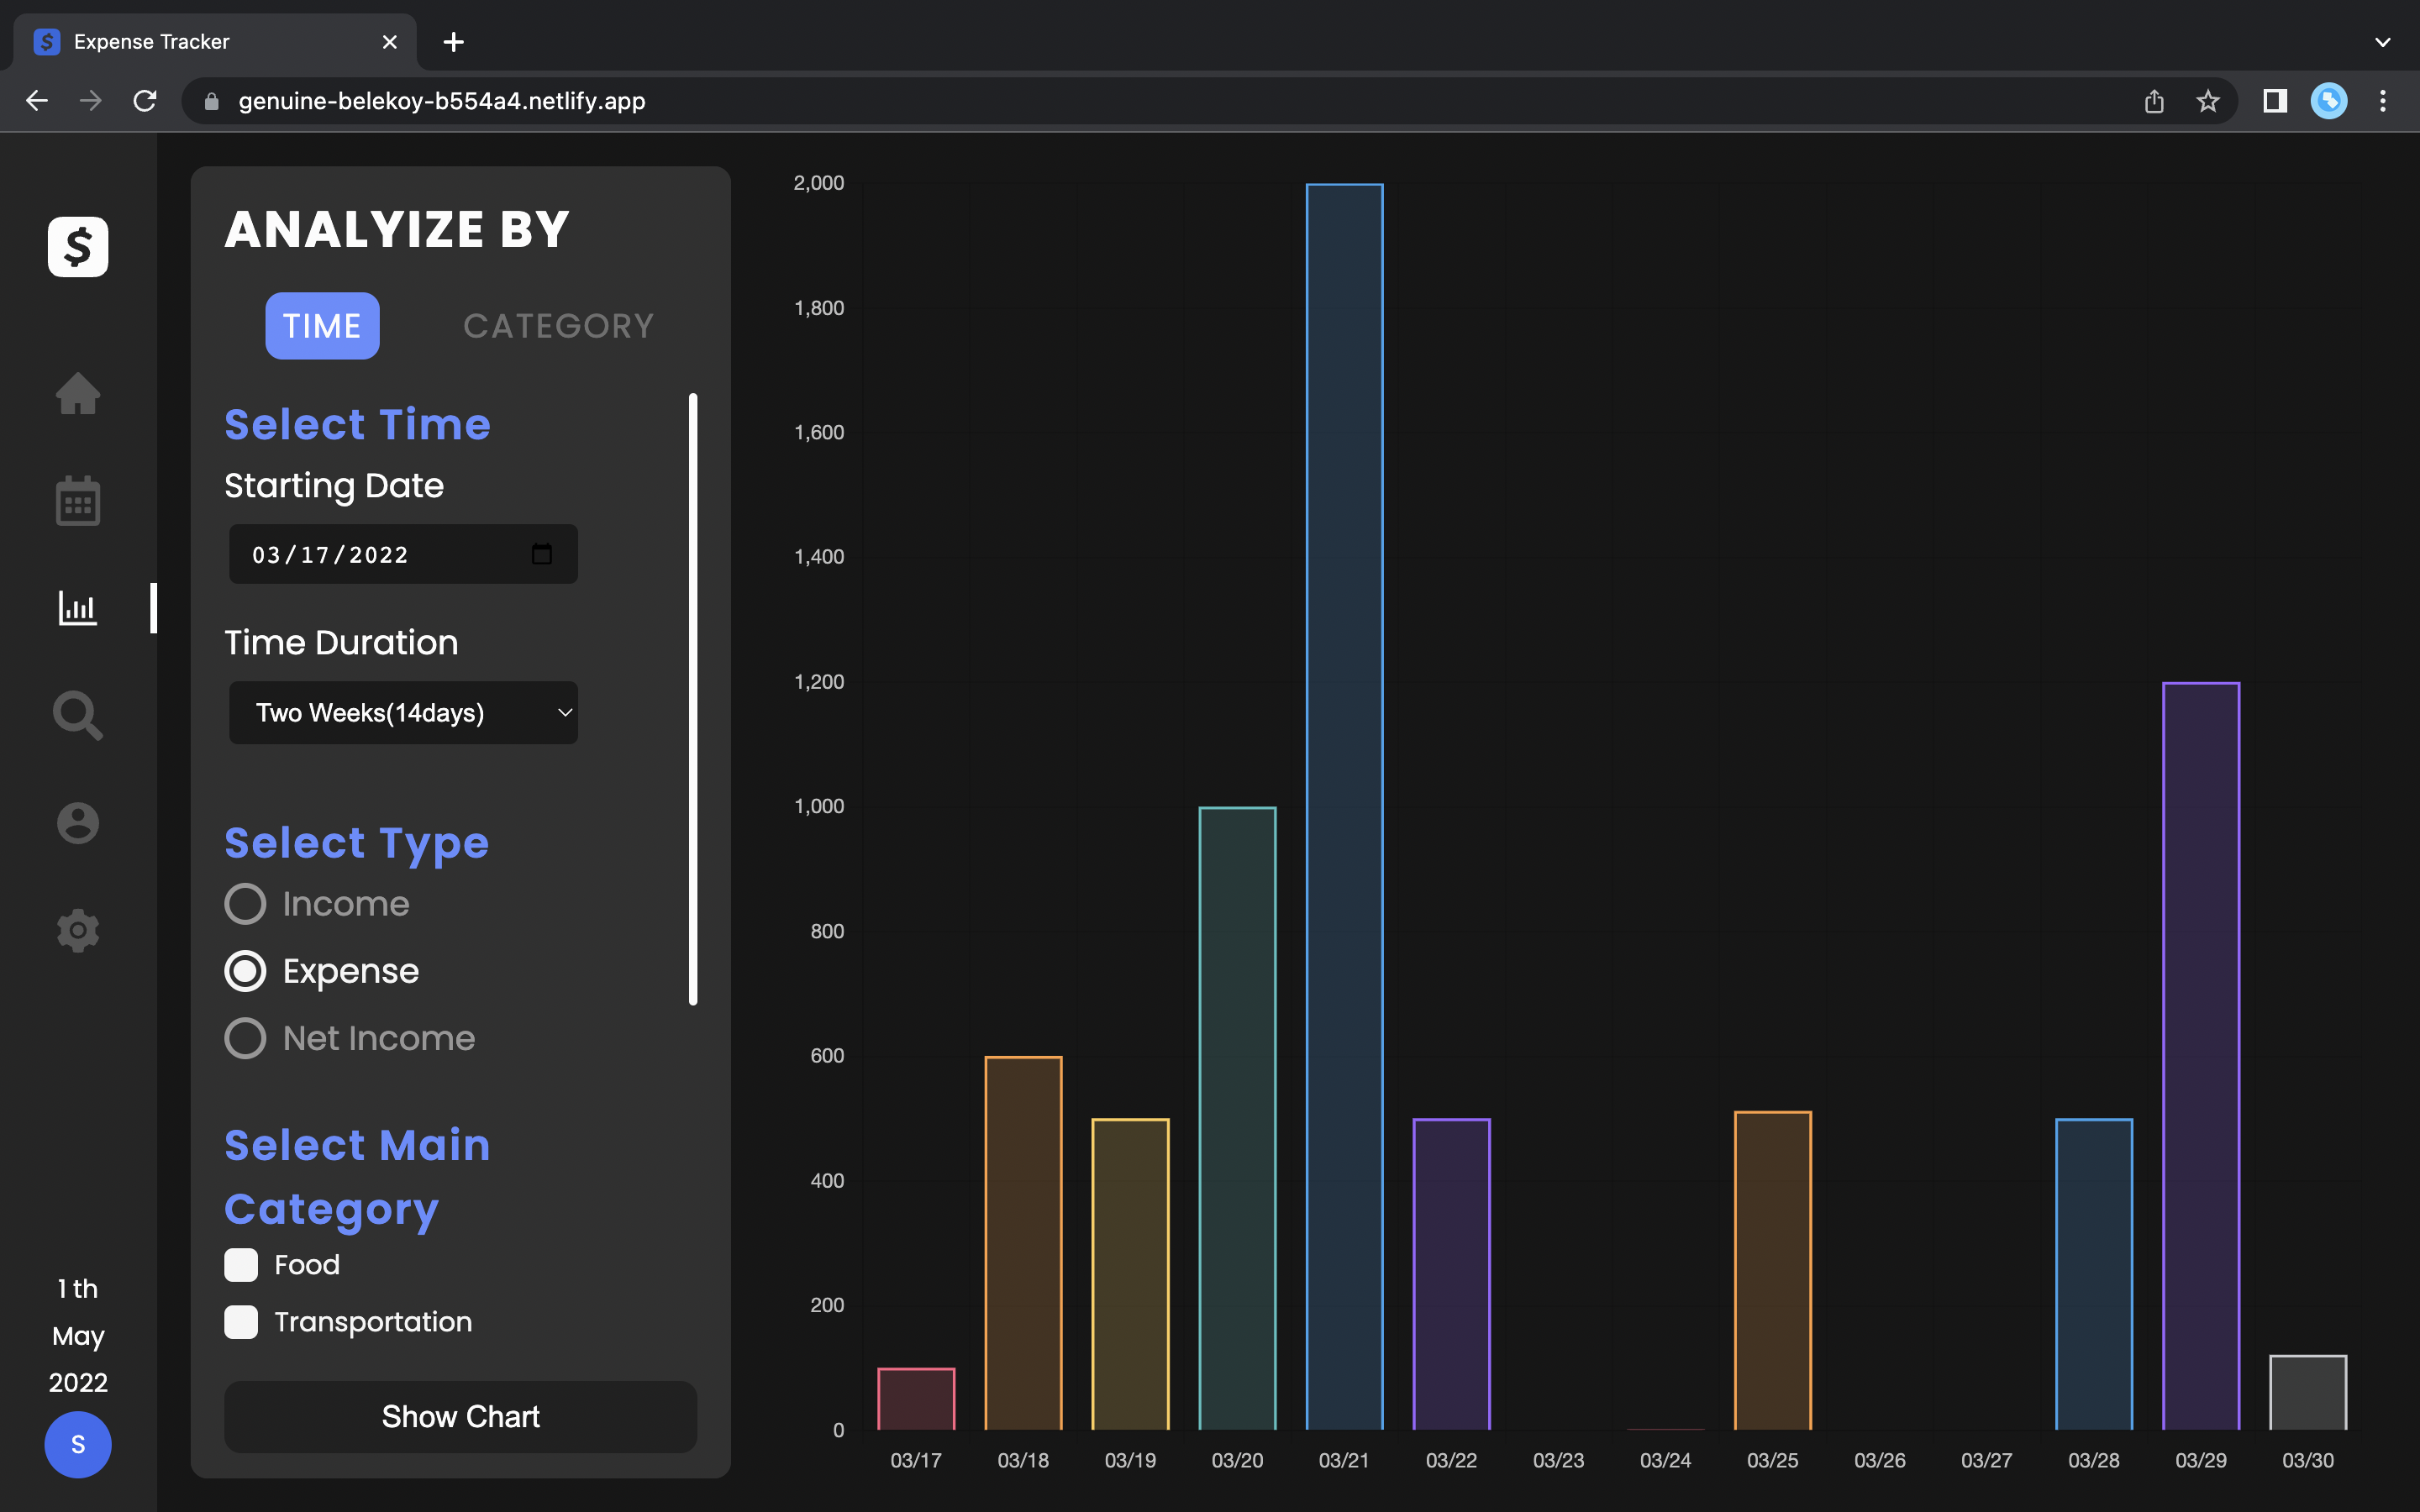 Expense Tracker
genuine-belekoy-b554a4.netlify.app
$
1 th
May
2022
S
ANALYIZE BY
TIME CATEGORY
Select Time
Starting Date
03/17/2022
Time Duration
Two Weeks(14days)
Select Type
Income
Expense
Net Income
Select Main
Category
Food
Transportation
Show Chart
2,000
1,800
1,600
1,400
1,200
1,000
800
600
400
200
0
03/17 03/18 03/19 03/20 03/21 03/22 03/23 03/24 03/25 03/26 03/27 03/28 03/29 03/30